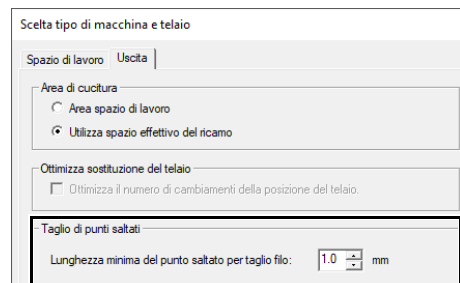 Scelta tipo di macchina e telaio
Spazio di lavoro Uscita
Area di cucitura
Area spazio di lavoro
Utilizza spazio effettivo del ricamo
Ottimizza sostituzione del telaio
Ottimizza il numero di cambiamenti della posizione del telaio.
Taglio di punti saltati
Lunghezza minima del punto saltato per taglio filo: 1.0 mm